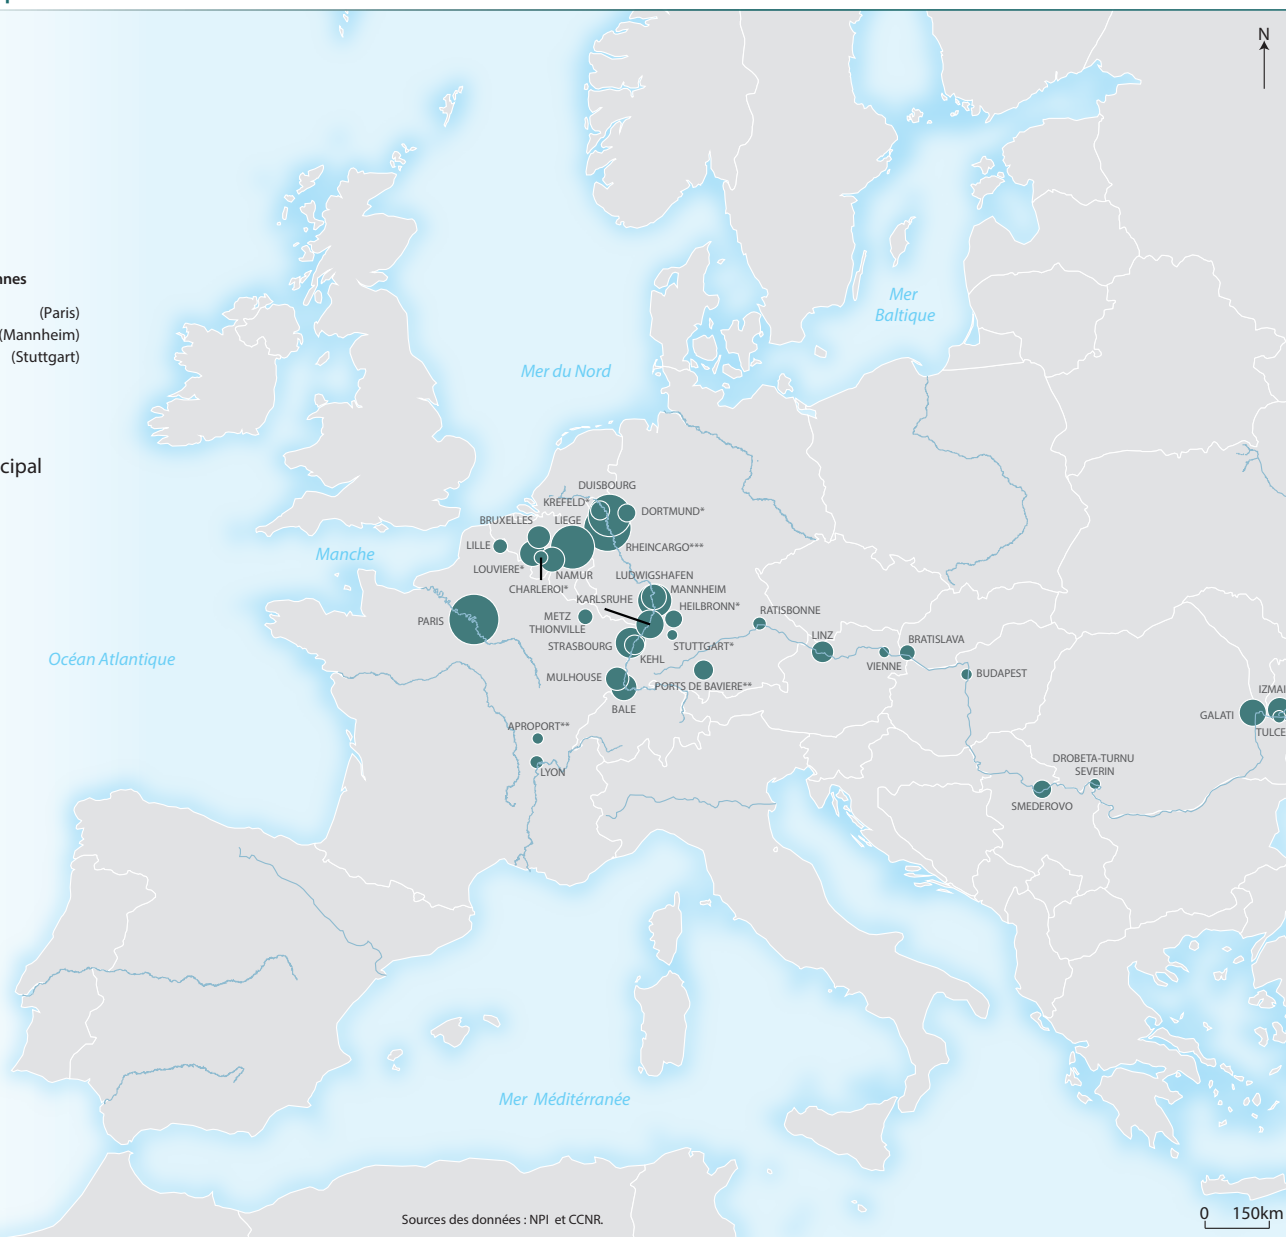 N
nnes
(Paris)
(Mannheim)
(Stuttgart)
cipal
Mer
Baltique
Mer du Nord
Manche
Océan Atlantique
DUISBOURG
KREFELD*
DORTMUND*
BRUXELLES
LIEGE
LILLE
RHEINCARGO***
LOUVIERE*
NAMUR
LUDWIGSHAFEN
CHARLEROI*
MANNHEIM
KARLSRUHE
HEILBRONN*
RATISBONNE
PARIS
METZ
THIONVILLE
LINZ
BRATISLAVA
STRASBOURG
STUTTGART*
KEHL
VIENNE
BUDAPEST
MULHOUSE
PORTS DE BAVIERE**
BALE
IZMAI
GALATI
APROPORT**
TULCE
LYON
DROBETA-TURNU
SEVERIN
SMEDEROVO
Mer Méditérranée
Sources des données : NPI et CCNR.
0 150km